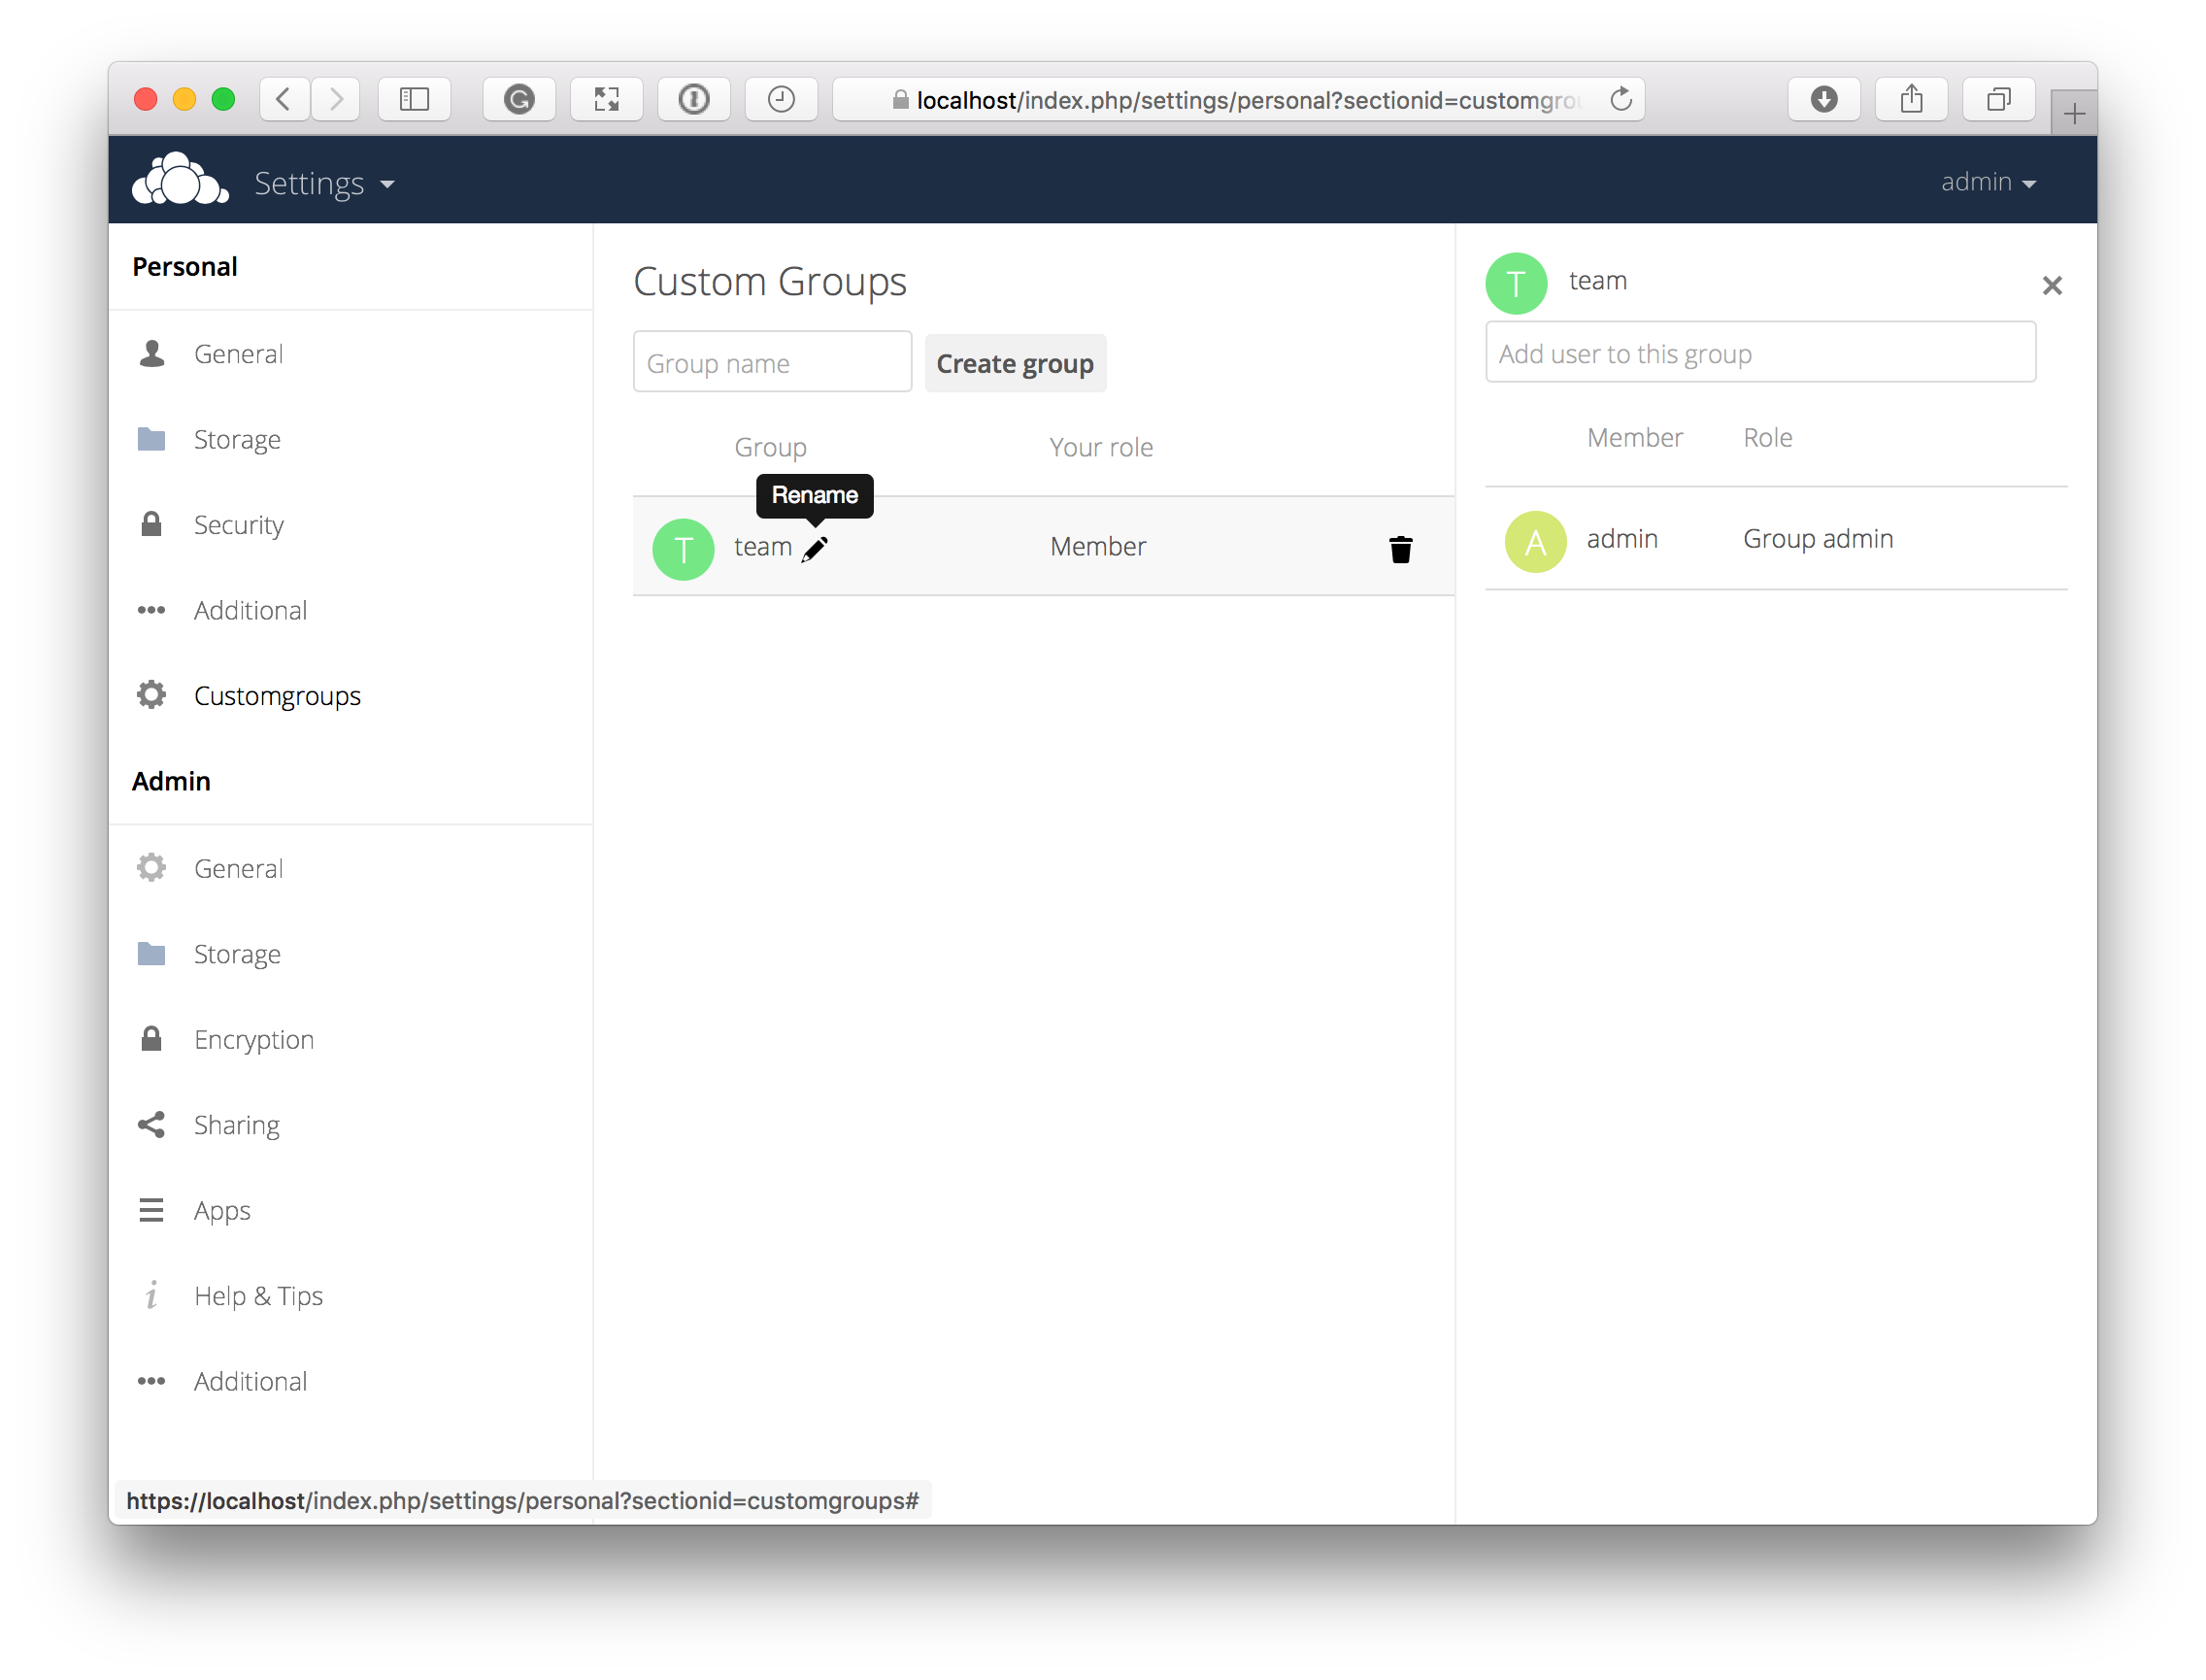 localhost/index.php/settings/personal?sectionid=customgro
Settings
admin
Personal
General
Storage
Security
Additional
Customgroups
Admin
General
Storage
Encryption
Sharing
Apps
Help & Tips
Additional
Custom Groups
Group name
Create group
Group
Your role
Rename
T
team
Member
T
team
Add user to this group
Member
Role
A
admin
Group admin
https://localhost/index.php/settings/personal?sectionid=customgroups#